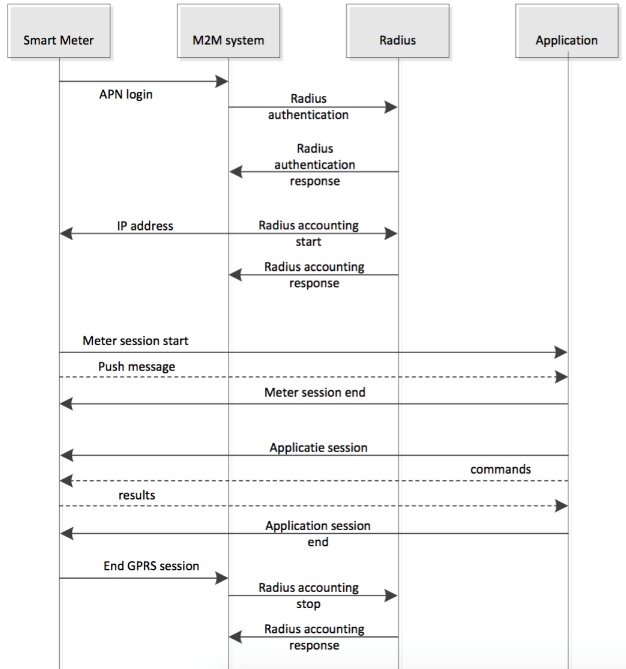 Smart Meter
M2M system
Radius
Application
APN login
Radius
authentication
Radius
authentication
response
IP address
Radius accounting
start
Radius accounting
response
Meter session start
Push message
Meter session end
Applicatie session
commands
results
Application session
end
End GPRS session
Radius accounting
stop
Radius accounting
response